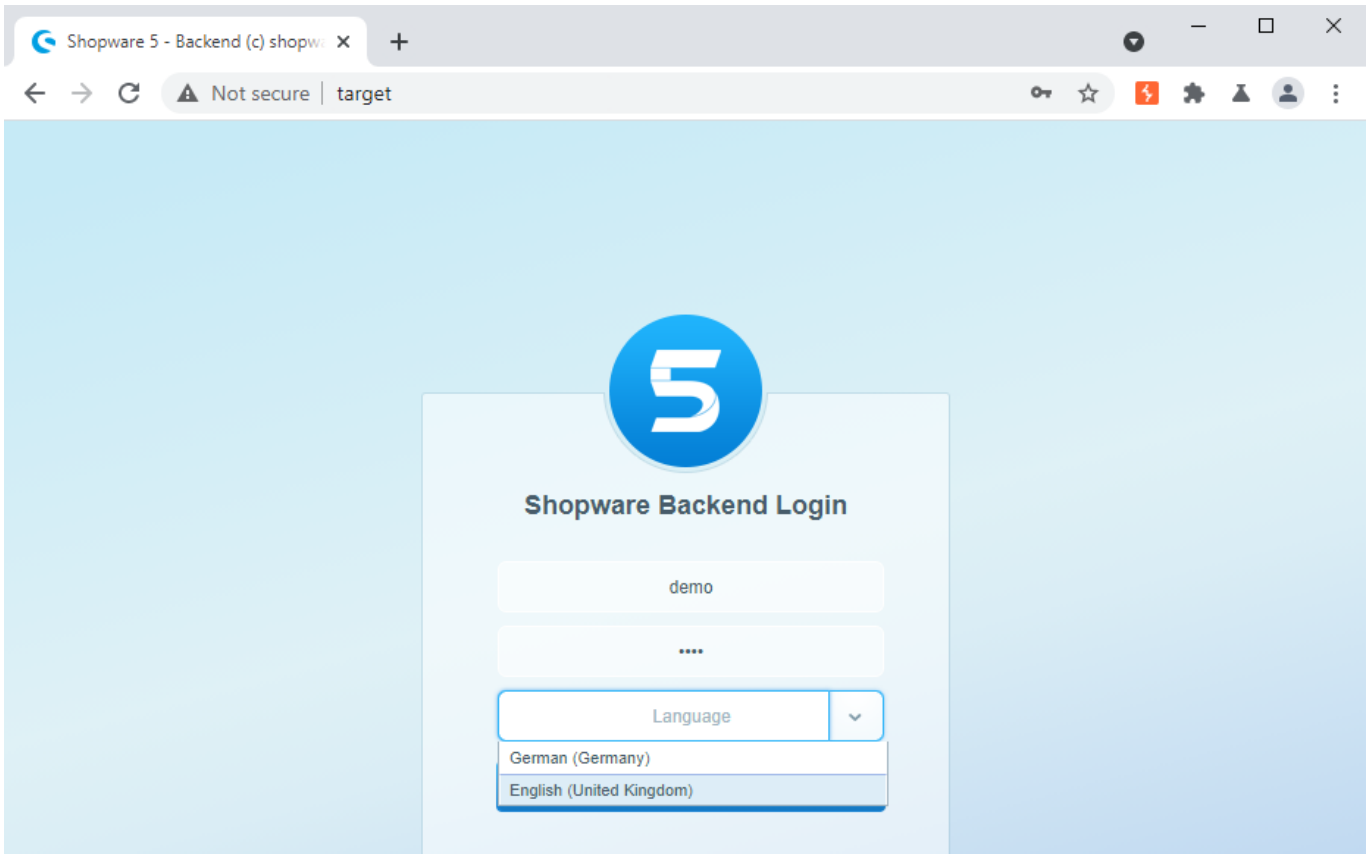 Shopware 5 - Backend (c) shopw
Not secure target
5
Shopware Backend Login
demo
••••
Language
German (Germany)
English (United Kingdom)